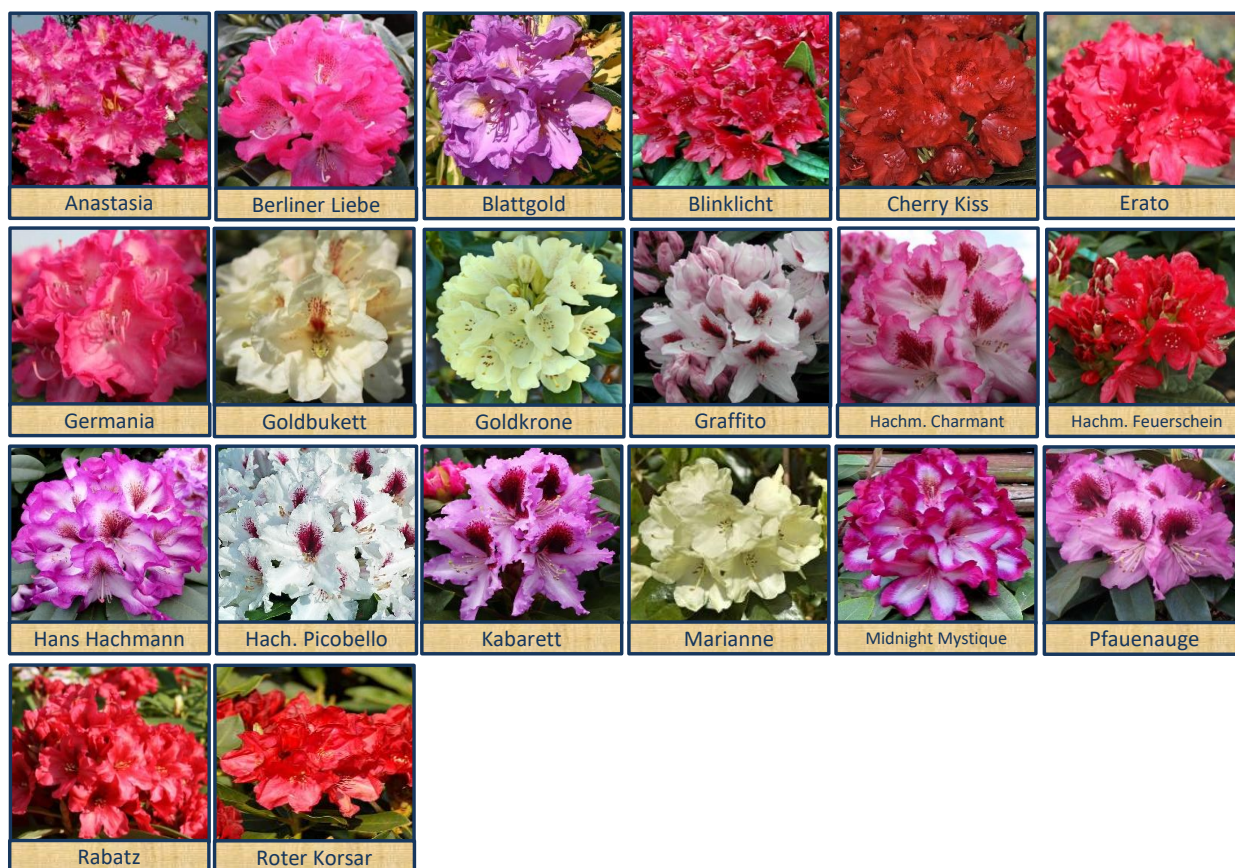 Anastasia
Berliner Liebe
Blattgold
Blinklicht
Cherry Kiss
Erato
Germania
Goldbukett
Goldkrone
Graffito
Hachm. Charmant
Hachm. Feuerschein
Hans Hachmann
Hach. Picobello
Kabarett
Marianne
Midnight Mystique
Pfauenauge
Rabatz
Roter Korsar